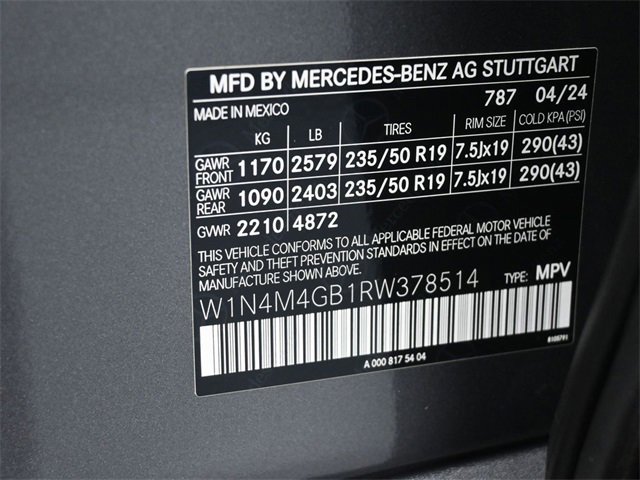 MFD BY MERCEDES-BENZ AG STUTTGART
MADE IN MEXICO 787 04/24
KG LB TIRES RIM SIZE COLD KPA(PSI)
GAWR FRONT 1170 2579 235/50 R19 7.5Jx19 290(43)
GAWR REAR 1090 2403 235/50 R19 7.5Jx19 290(43)
GVWR 2210 4872
THIS VEHICLE CONFORMS TO ALL APPLICABLE FEDERAL MOTOR VEHICLE
SAFETY AND THEFT PREVENTION STANDARDS IN EFFECT ON THE DATE OF
MANUFACTURE SHOWN ABOVE.
W1N4M4GB1RW378514 TYPE: MPV
A 000 817 54 04